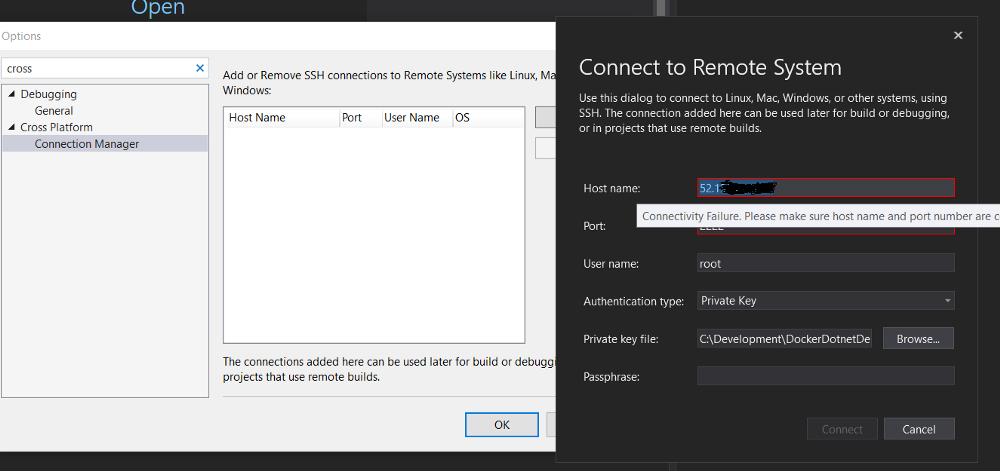 Open
Options
cross
Debugging
General
Cross Platform
Connection Manager
Add or Remove SSH connections to Remote Systems like Linux, Ma
Windows:
Host Name Port User Name OS
The connections added here can be used later for build or debuggin
projects that use remote builds.
OK
Connect to Remote System
Use this dialog to connect to Linux, Mac, Windows, or other systems, using
SSH. The connection added here can be used later for build or debugging,
or in projects that use remote builds.
Host name: 52.1
Connectivity Failure. Please make sure host name and port number are c
Port:
User name: root
Authentication type: Private Key
Private key file: C:\Development\DockerDotnetDe Browse...
Passphrase:
Connect Cancel